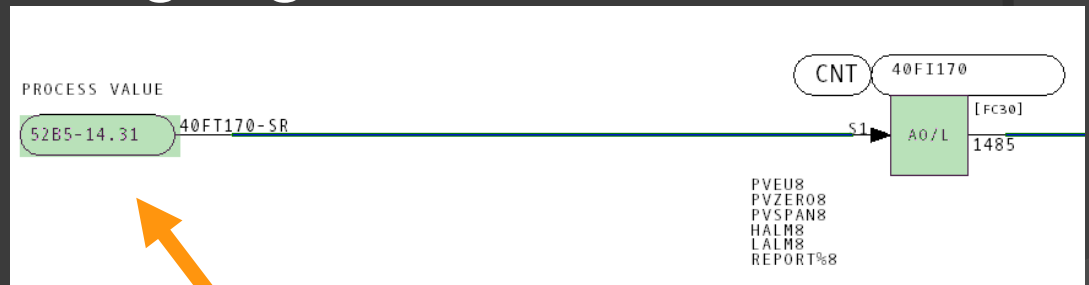 CNT
40FI170
PROCESS VALUE
52B5-14.31
40FT170-SR
S1
AO/L
[FC30]
1485
PVEU8
PVZERO8
PVSPAN8
HALM8
LALM8
REPORT%8